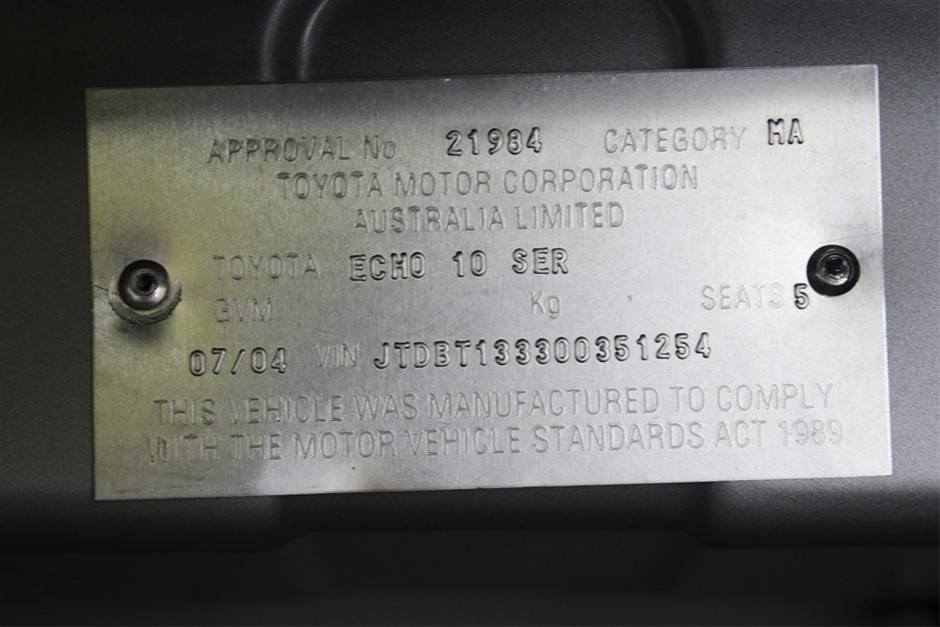 APPROVAL No 21984 CATEGORY MA
TOYOTA MOTOR CORPORATION
AUSTRALIA LIMITED
TOYOTA ECHO 10 SER
GVM Kg SEATS 5
07/04 VIN JTDBT133300351254
THIS VEHICLE WAS MANUFACTURED TO COMPLY
WITH THE MOTOR VEHICLE STANDARDS ACT 1989